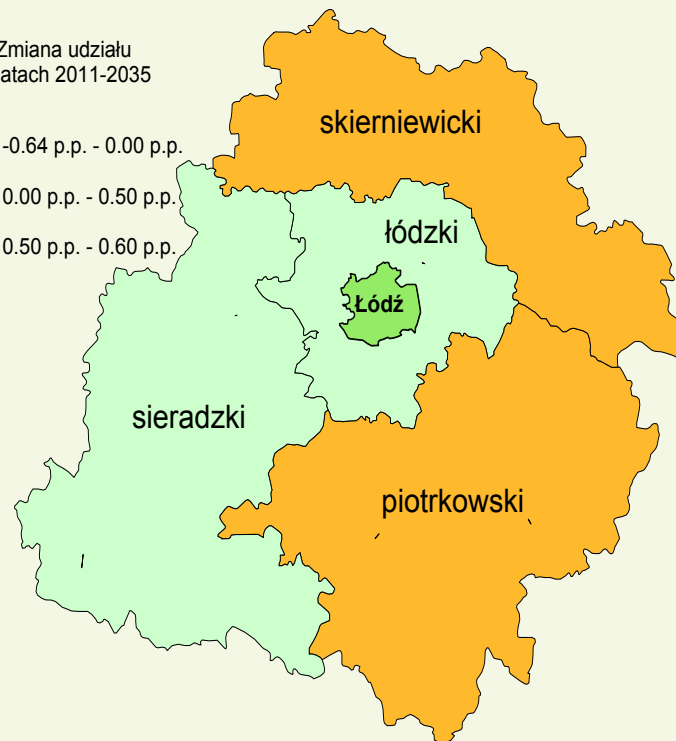 Zmiana udziału
latach 2011-2035
-0.64 p.p. - 0.00 p.p.
0.00 p.p. - 0.50 p.p.
0.50 p.p. - 0.60 p.p.
skierniewicki
łódzki
Łódź
sieradzki
piotrkowski